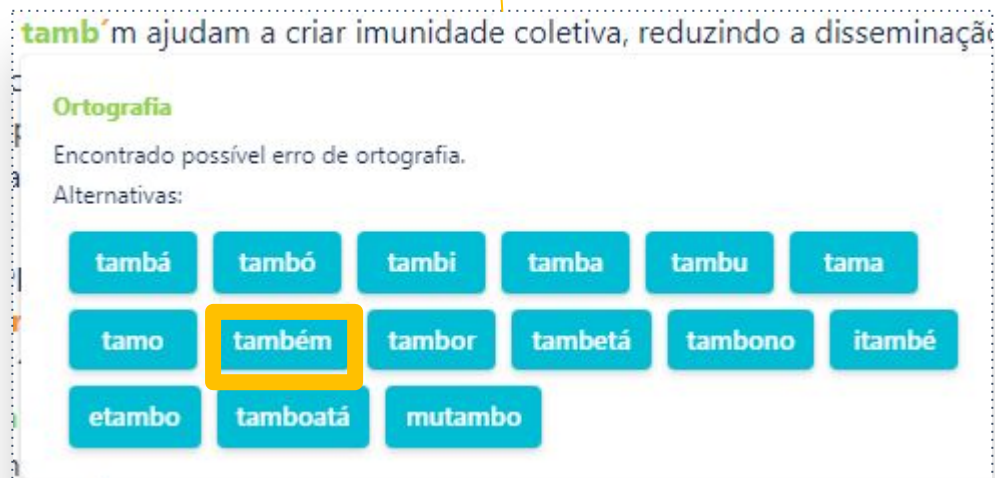 tamb´m ajudam a criar imunidade coletiva, reduzindo a disseminaçã
Ortografia
Encontrado possível erro de ortografia.
Alternativas:
tambá tambó tambi tamba tambu tama
tamo também tambor tambetá tambono itambé
etambo tamboatá mutambo